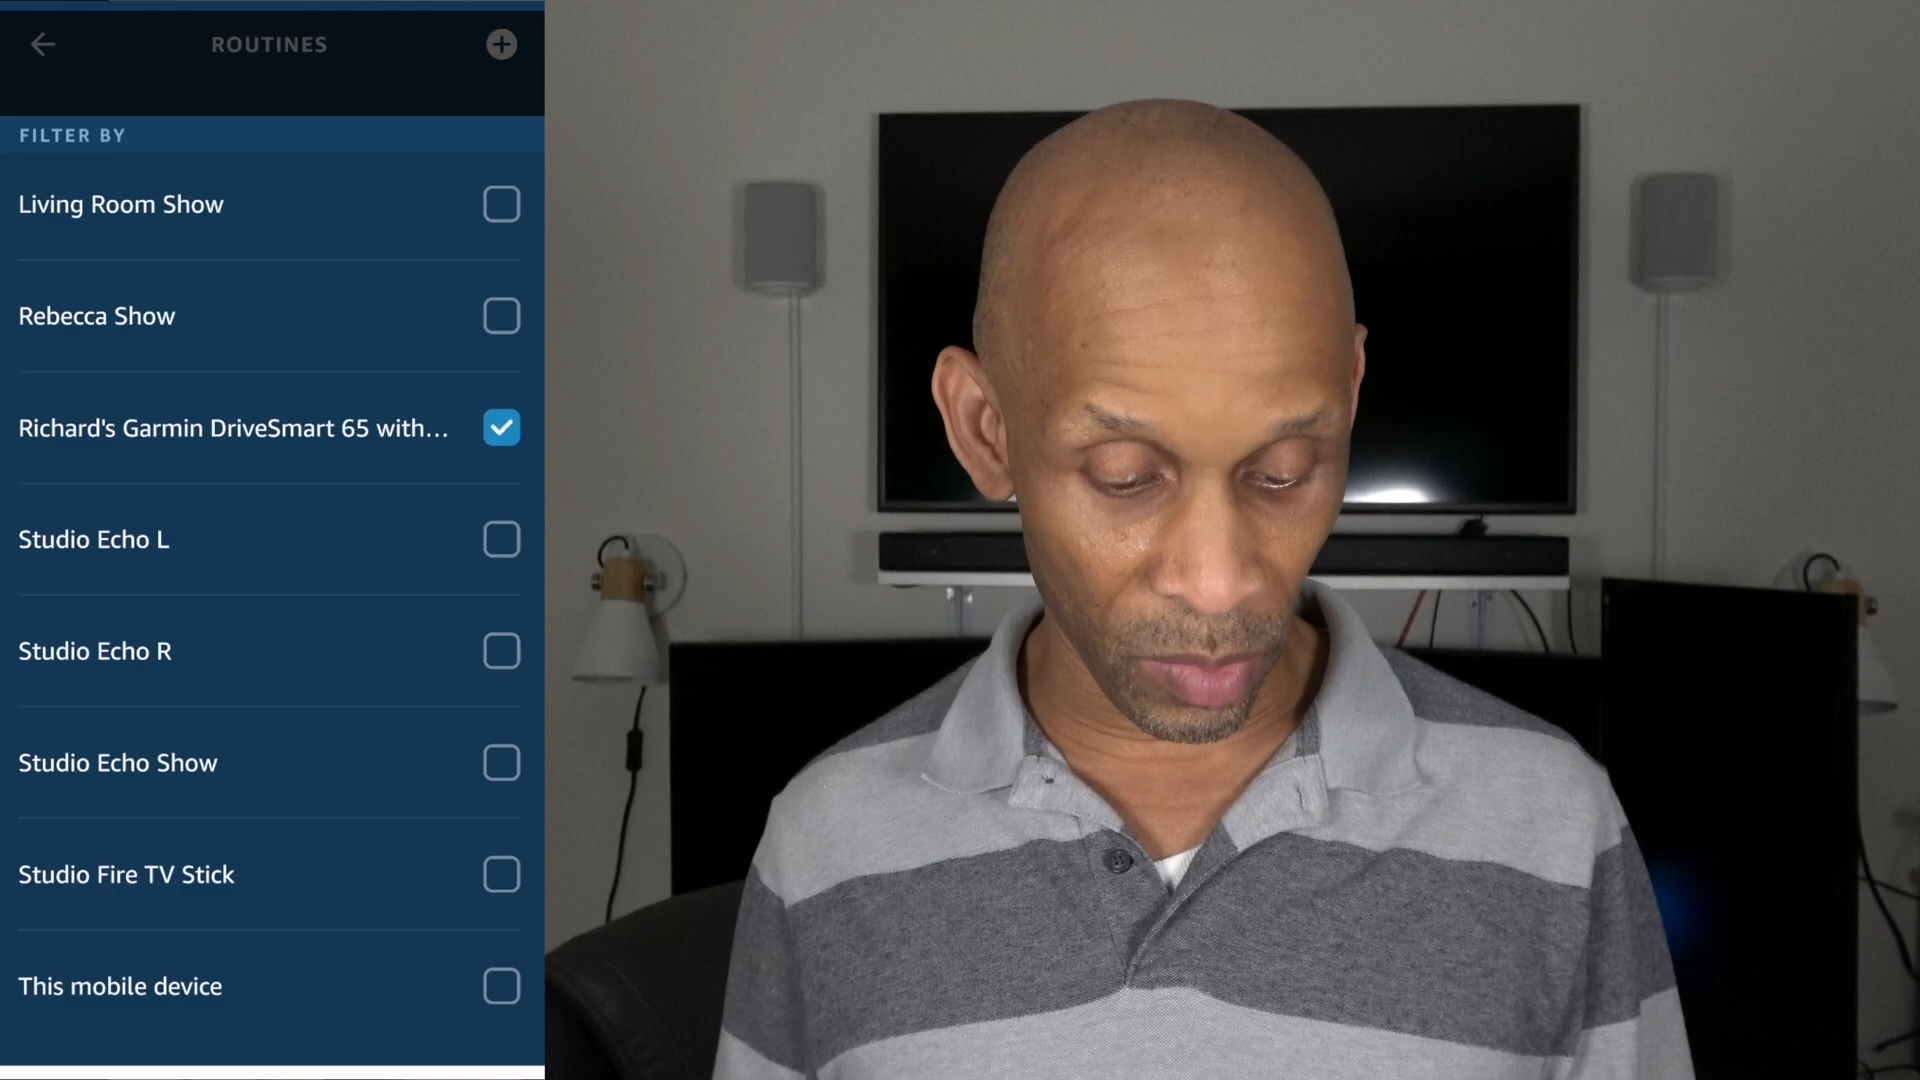 ROUTINES
FILTER BY
Living Room Show
Rebecca Show
Richard's Garmin DriveSmart 65 with...
Studio Echo L
Studio Echo R
Studio Echo Show
Studio Fire TV Stick
This mobile device